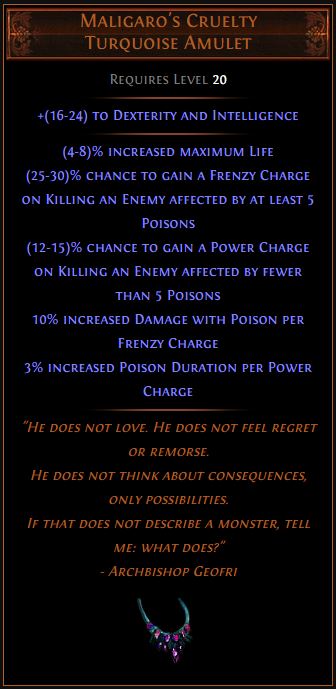 Maligaro's Cruelty
Turquoise Amulet
Requires Level 20
+(16-24) to Dexterity and Intelligence
(4-8)% increased maximum Life
(25-30)% chance to gain a Frenzy Charge
on Killing an Enemy affected by at least 5
Poisons
(12-15)% chance to gain a Power Charge
on Killing an Enemy affected by fewer
than 5 Poisons
10% increased Damage with Poison per
Frenzy Charge
3% increased Poison Duration per Power
Charge
"He does not love. He does not feel regret
or remorse.
He does not think about consequences,
only possibilities.
If that does not describe a monster, tell
me: what does?"
- Archbishop Geofri